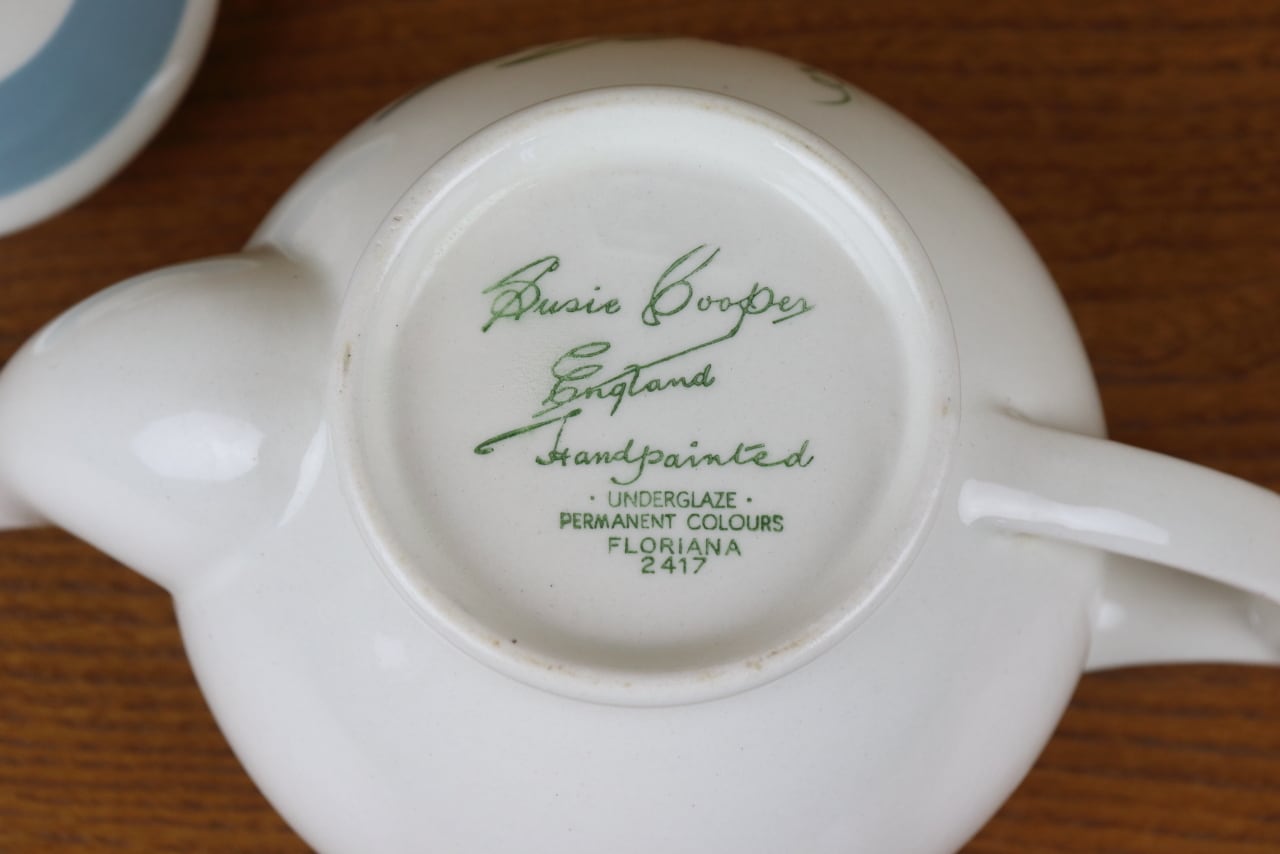 Susie Cooper
England
Handpainted
· UNDERGLAZE ·
PERMANENT COLOURS
FLORIANA
2417